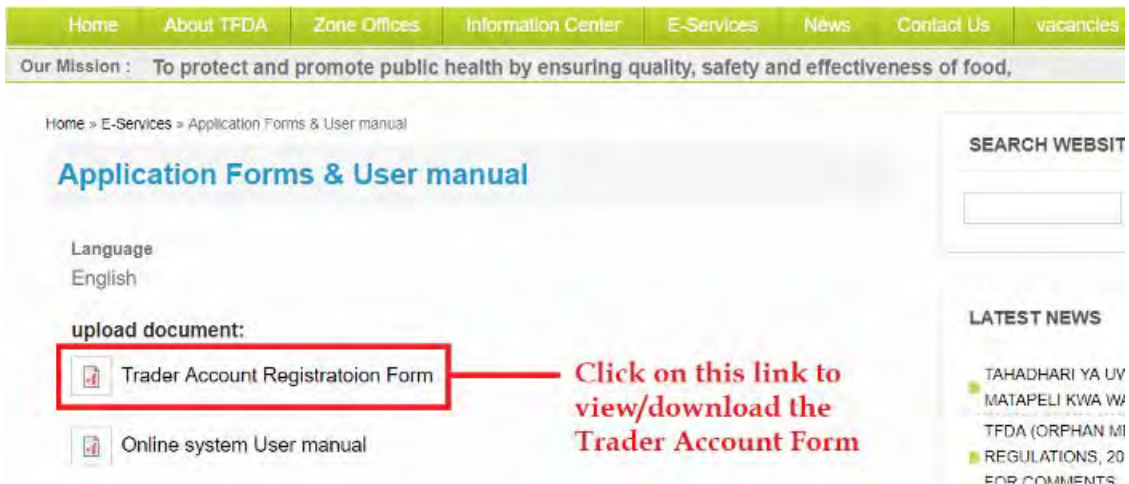 Home About TFDA Zone Offices Information Center E-Services News Contact Us vacancies
Our Mission : To protect and promote public health by ensuring quality, safety and effectiveness of food,
Home » E-Services » Application Forms & User manual
Application Forms & User manual
Language
English
upload document:
Trader Account Registratoion Form
Online system User manual
Click on this link to
view/download the
Trader Account Form
SEARCH WEBSIT
LATEST NEWS
TAHADHARI YA UW
MATAPELI KWA WA
TFDA (ORPHAN ME
REGULATIONS, 20
FOR COMMENTS